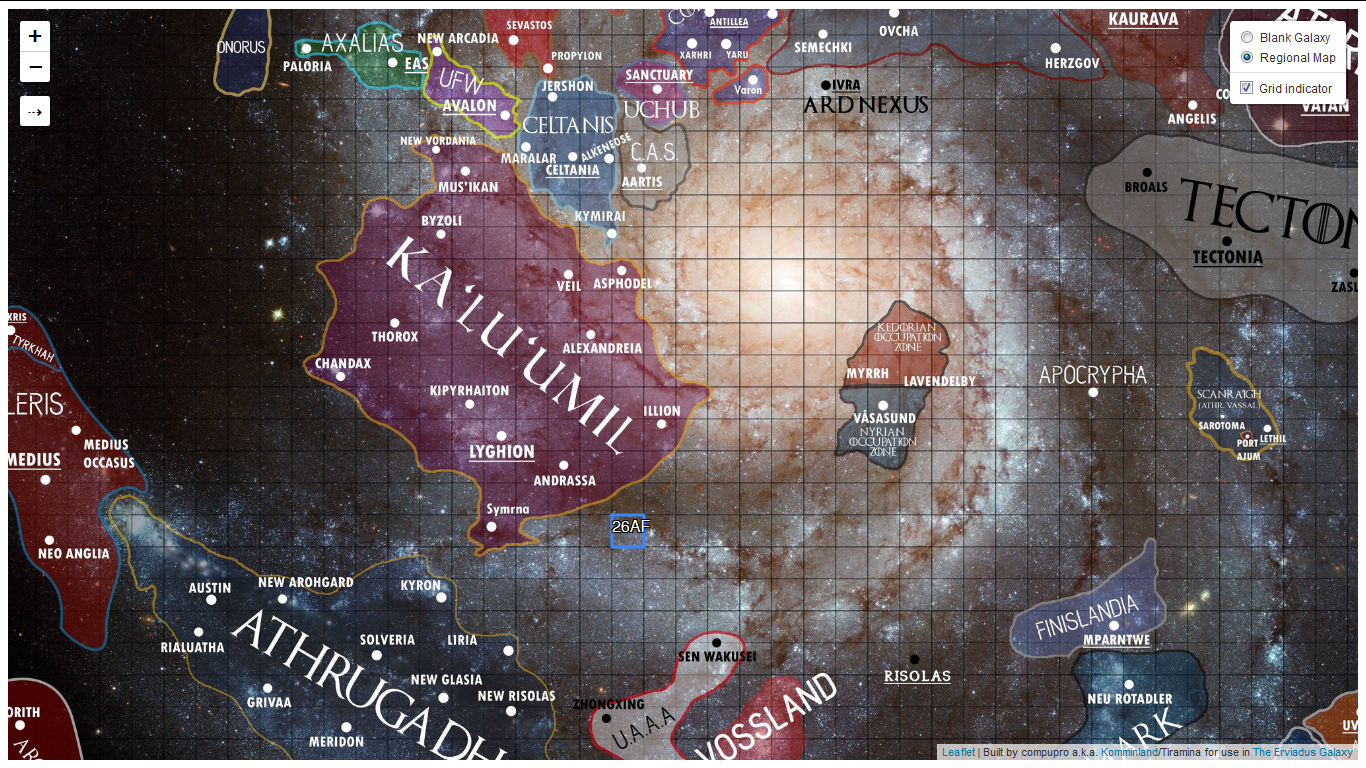 +
−
ONORUS
AXALIAS
PALORIA
EAS
NEW ARCADIA
SEVASTOS
UFW
AVALON
PROPYLON
JERSHON
CELTANIS
MARALAR
ALKENEOSE
CELTANIA
KYMIRAI
ANTILLEA
XARHRI
YARU
SANCTUARY
UCHUB
Varon
C.A.S.
AARTIS
SEMECHKI
OVCHA
HERZGOV
IVRA
ARD NEXUS
KAURAVA
ANGELIS
VATAN
Blank Galaxy
Regional Map
Grid indicator
BROALS
TECTON
TECTONIA
ZASL
NEW VORDANIA
MUS'IKAN
BYZOLI
KA'LU'UMIL
VEIL
ASPHODEL
THOROX
ALEXANDREIA
CHANDAX
KIPYRHAITON
ILLION
LYGHION
ANDRASSA
Symrna
26AF
KRIS
TYRKHAH
LERIS
MEDIUS
OCCASUS
MEDIUS
NEO ANGLIA
KEDORIAN
OCCUPATION
ZONE
MYRRH
LAVENDELBY
VÅSASUND
NYRIAN
OCCUPATION
ZONE
APOCRYPHA
SCANRAIGH
(ATHR. VASSAL)
SAROTOMA
PORT
AJUM
LETHIL
AUSTIN
NEW AROHGARD
KYRON
RIALUATHA
SOLVERIA
LIRIA
ATHRUGADH
GRIVAA
NEW GLASIA
NEW RISOLAS
MERIDON
ORITH
SEN WAKUSEI
ZHONGXING
U.A.A.A
VOSSLAND
RISOLAS
FINISLANDIA
MPARNTWE
NEU ROTADLER
ARK
UV
Leaflet | Built by compupro a.k.a. Komminland/Tiramina for use in The Erviadus Galaxy